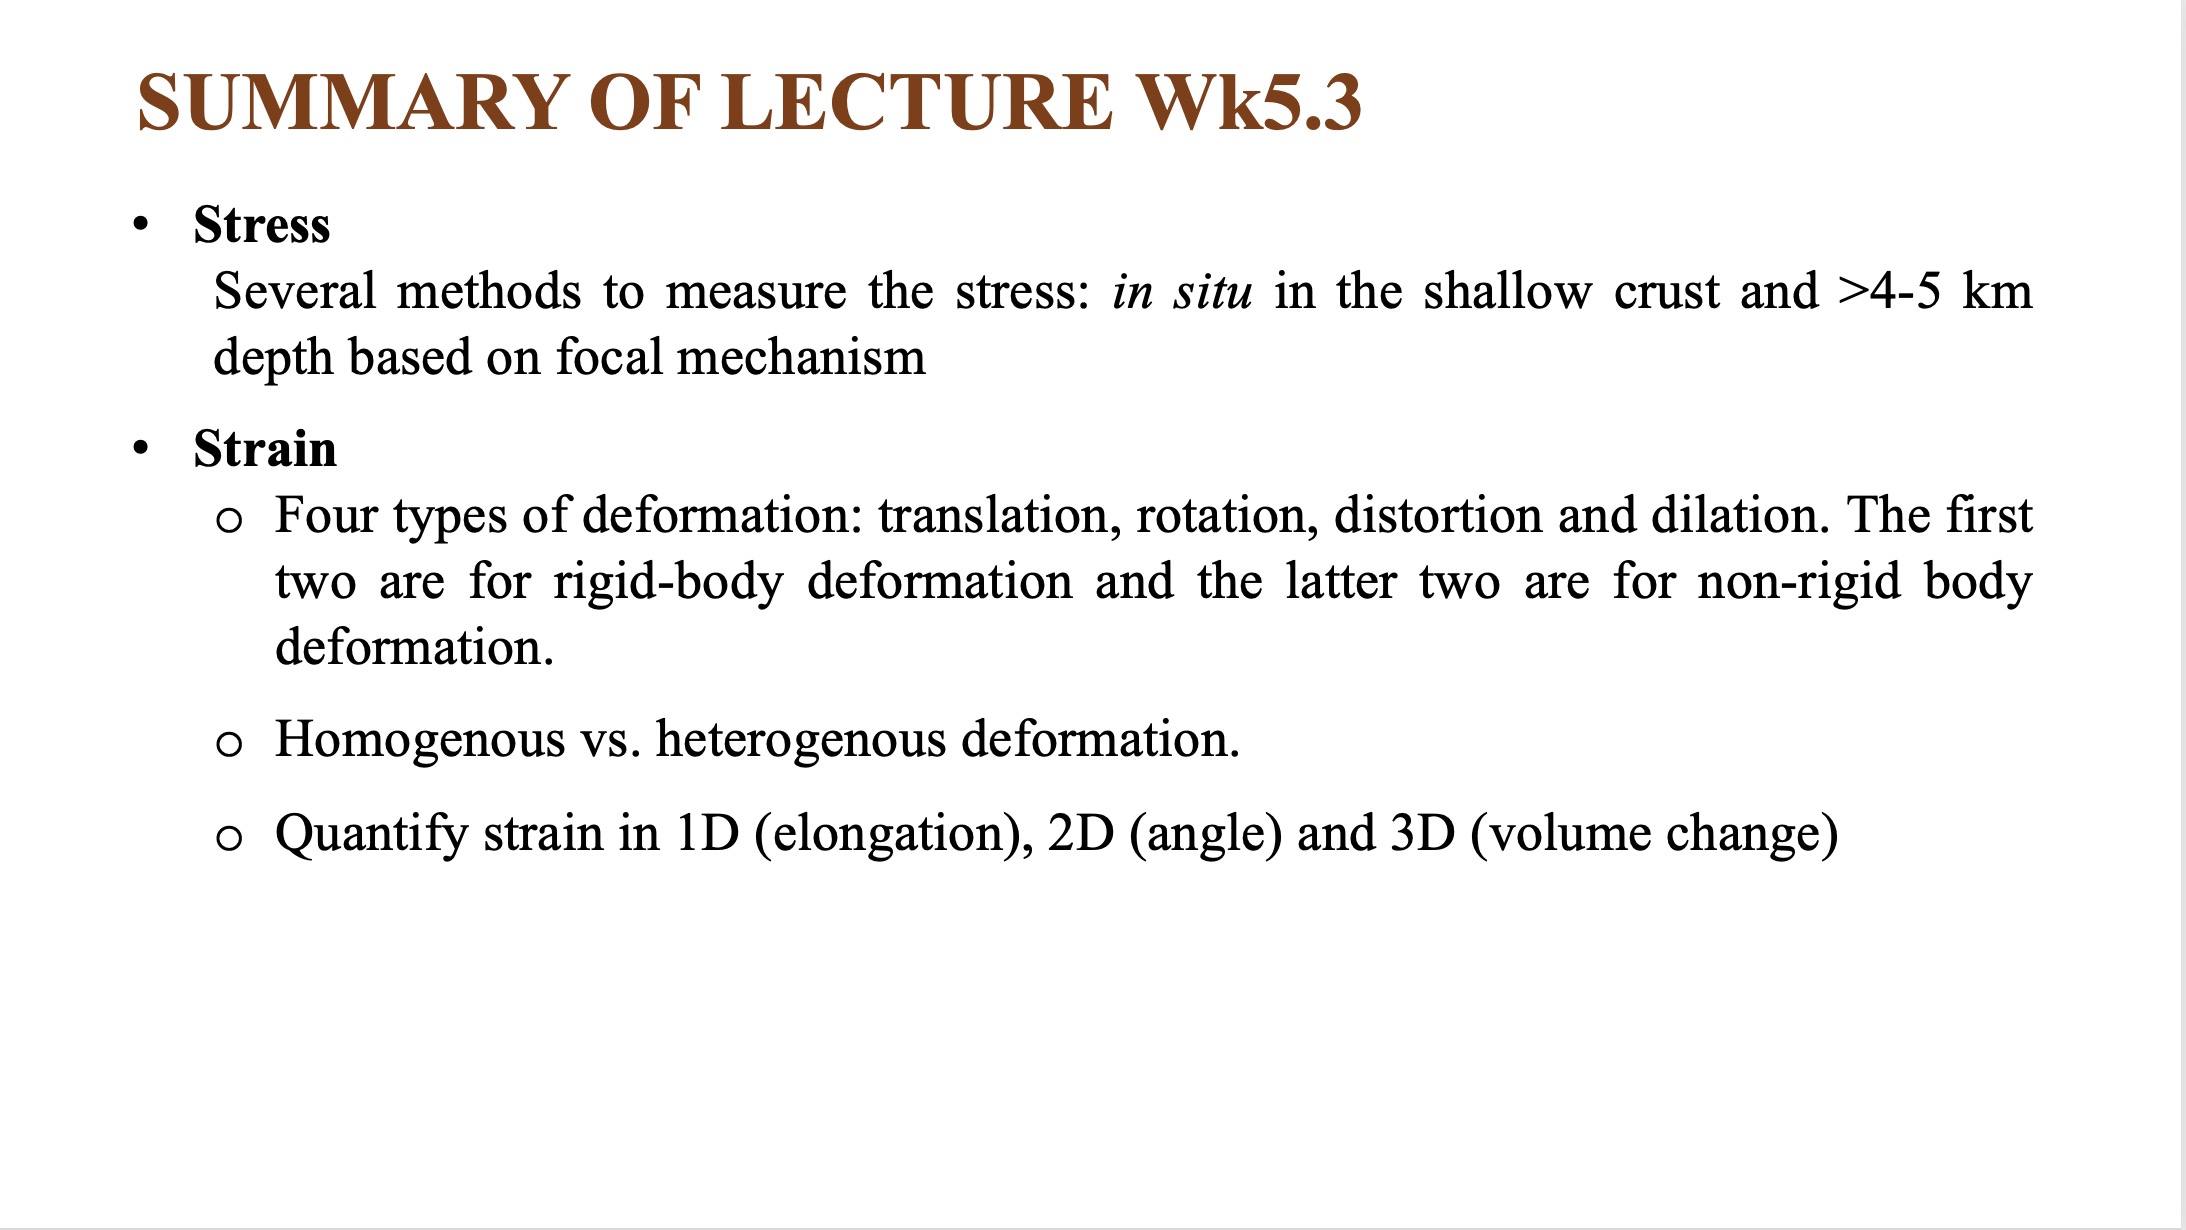 SUMMARY OF LECTURE Wk5.3
• Stress
Several methods to measure the stress: in situ in the shallow crust and >4-5 km
depth based on focal mechanism
• Strain
o Four types of deformation: translation, rotation, distortion and dilation. The first
two are for rigid-body deformation and the latter two are for non-rigid body
deformation.
o Homogenous vs. heterogenous deformation.
o Quantify strain in 1D (elongation), 2D (angle) and 3D (volume change)